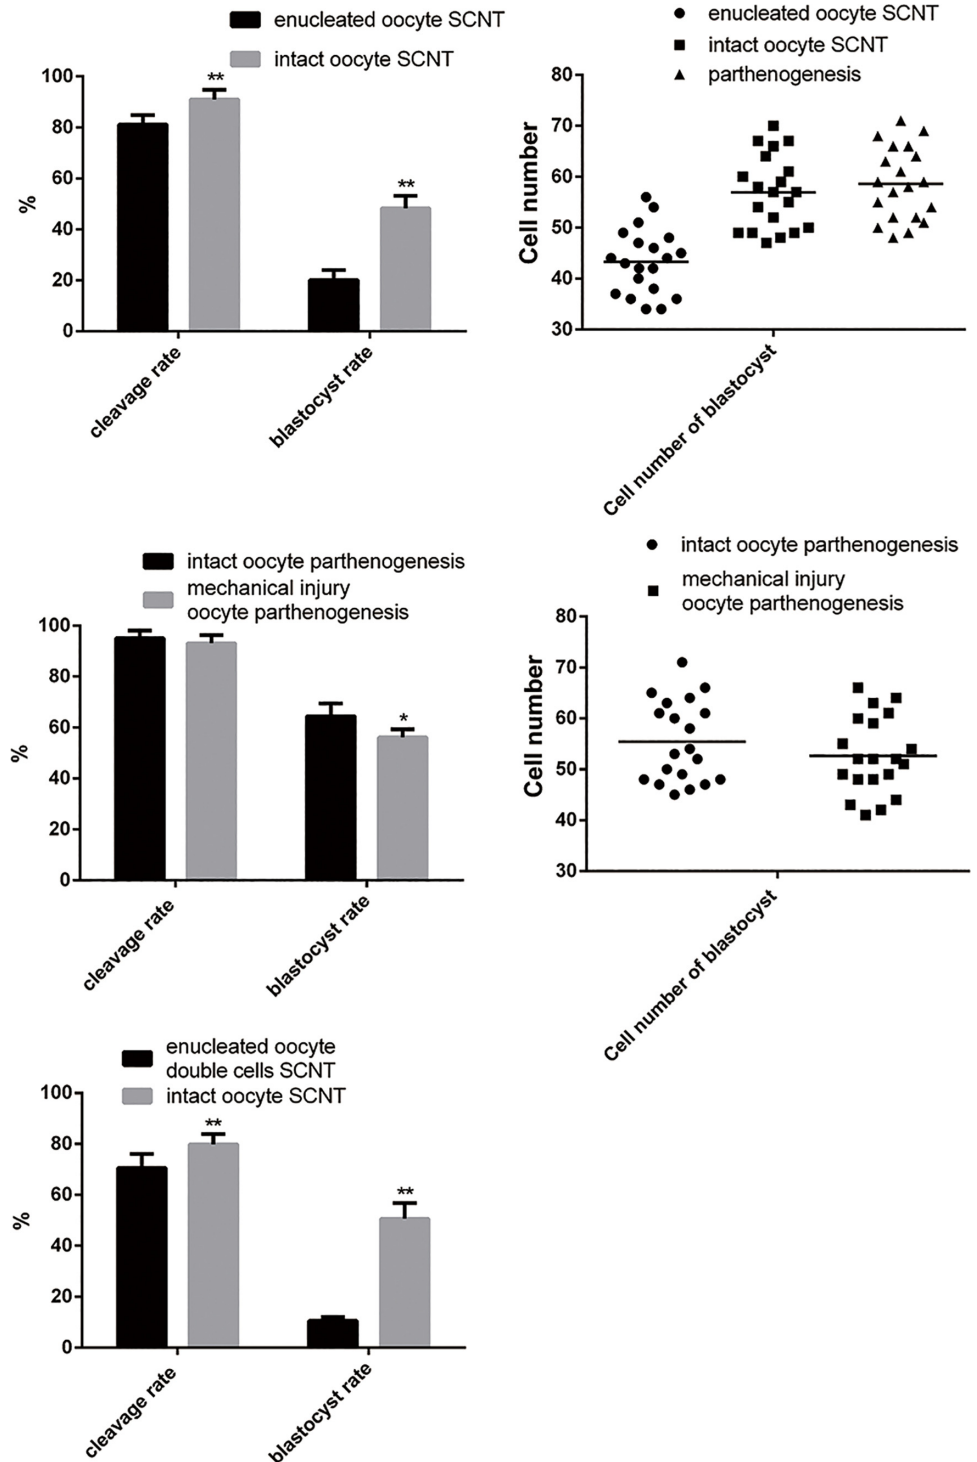 enucleated oocyte SCNT
intact oocyte SCNT
100
80
60
40
20
0
%
**
**
cleavage rate
blastocyst rate
enucleated oocyte SCNT
intact oocyte SCNT
parthenogenesis
80
70
60
50
40
30
Cell number
Cell number of blastocyst
intact oocyte parthenogenesis
mechanical injury
oocyte parthenogenesis
100
80
60
40
20
0
%
*
cleavage rate
blastocyst rate
intact oocyte parthenogenesis
mechanical injury
oocyte parthenogenesis
80
70
60
50
40
30
Cell number
Cell number of blastocyst
enucleated oocyte
double cells SCNT
intact oocyte SCNT
100
80
60
40
20
0
%
**
**
cleavage rate
blastocyst rate